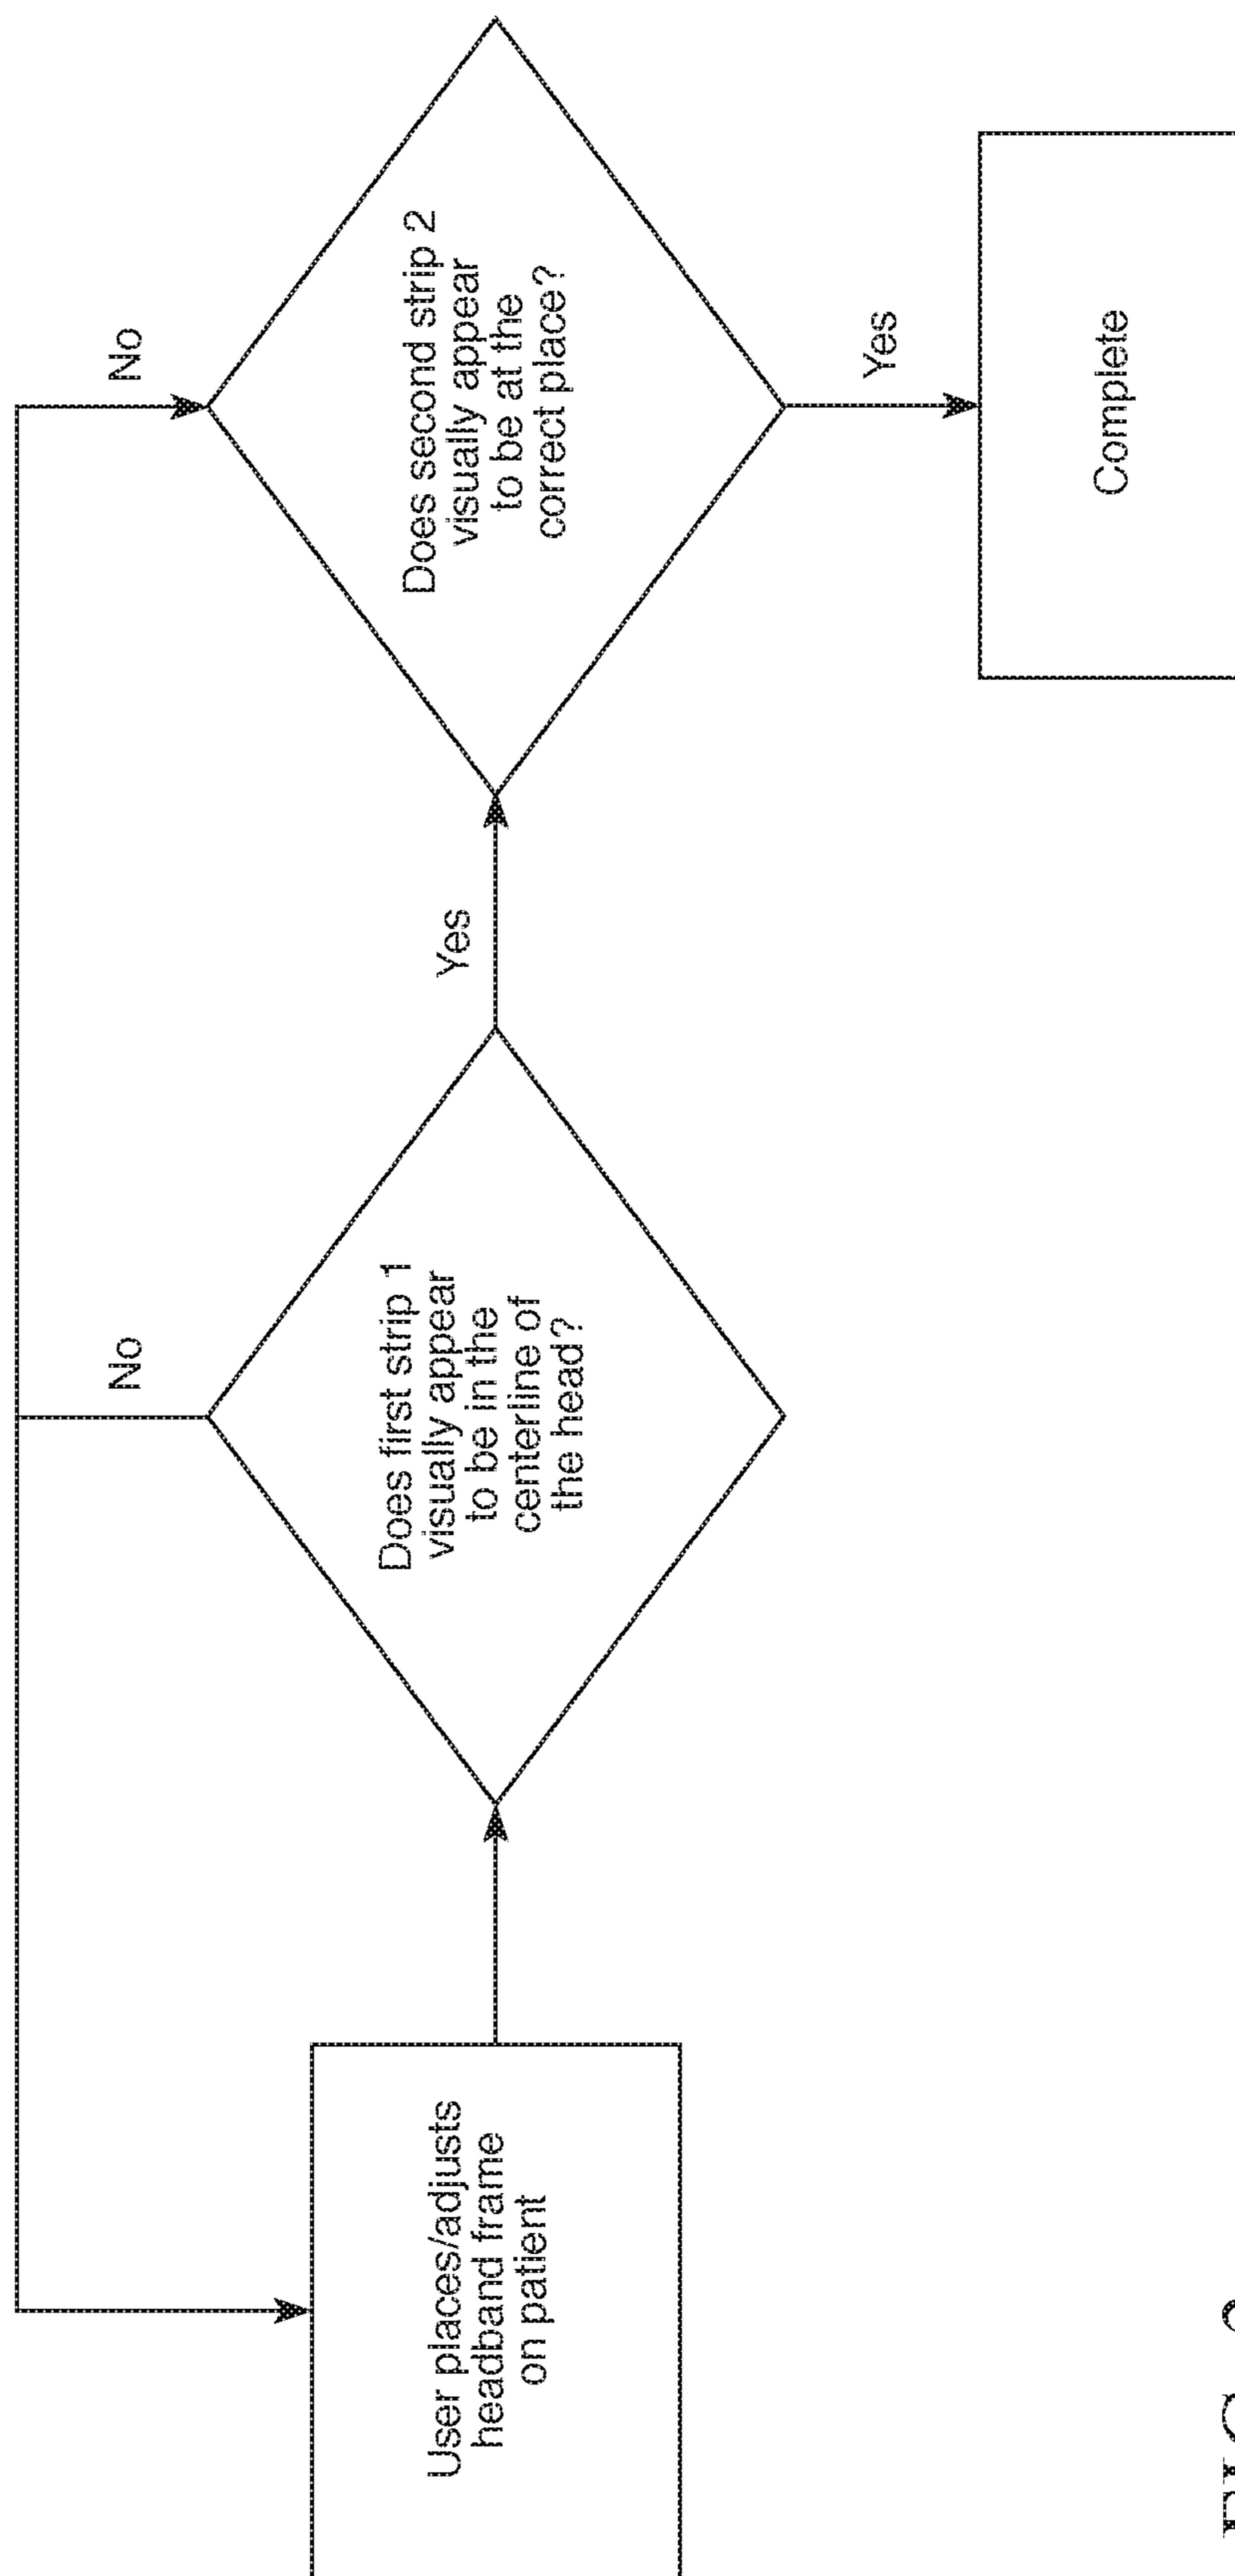 User places/adjusts
headband frame
on patient
Does first strip 1
visually appear
to be in the
centerline of
the head?
No
Yes
Does second strip 2
visually appear
to be at the
correct place?
No
Yes
Complete